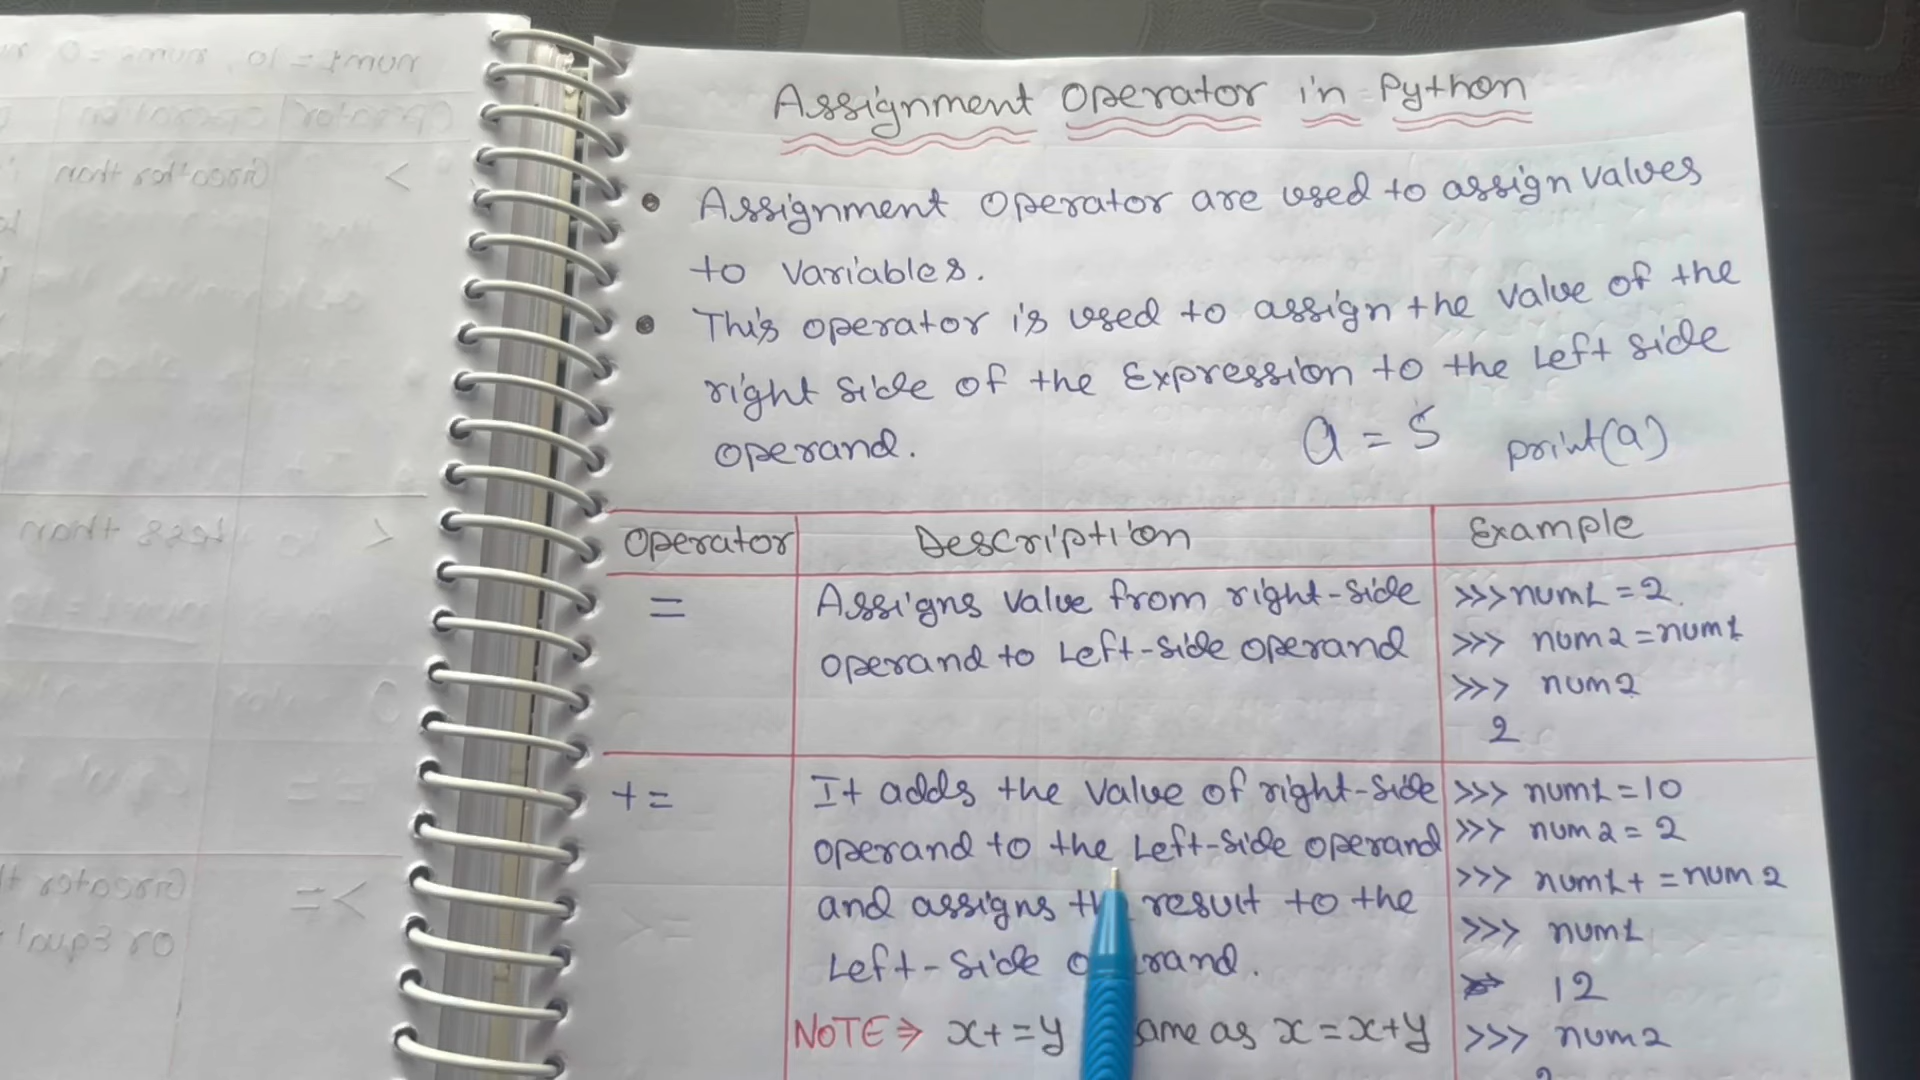 Assignment Operator in Python
• Assignment operator are used to assign values
to variables.
• This operator is used to assign the value of the
right side of the Expression to the Left side
operand.
a = 5 print(a)
Operator Description Example
= Assigns value from right-side
operand to Left-side operand
>>> num1 = 2
>>> num2 = num1
>>> num2
2
+= It adds the value of right-side
operand to the Left-side operand
and assigns the result to the
Left-side operand.
NOTE ⇒ x+=y same as x=x+y
>>> num1 = 10
>>> num2 = 2
>>> num1+=num2
>>> num1
12
>>> num2